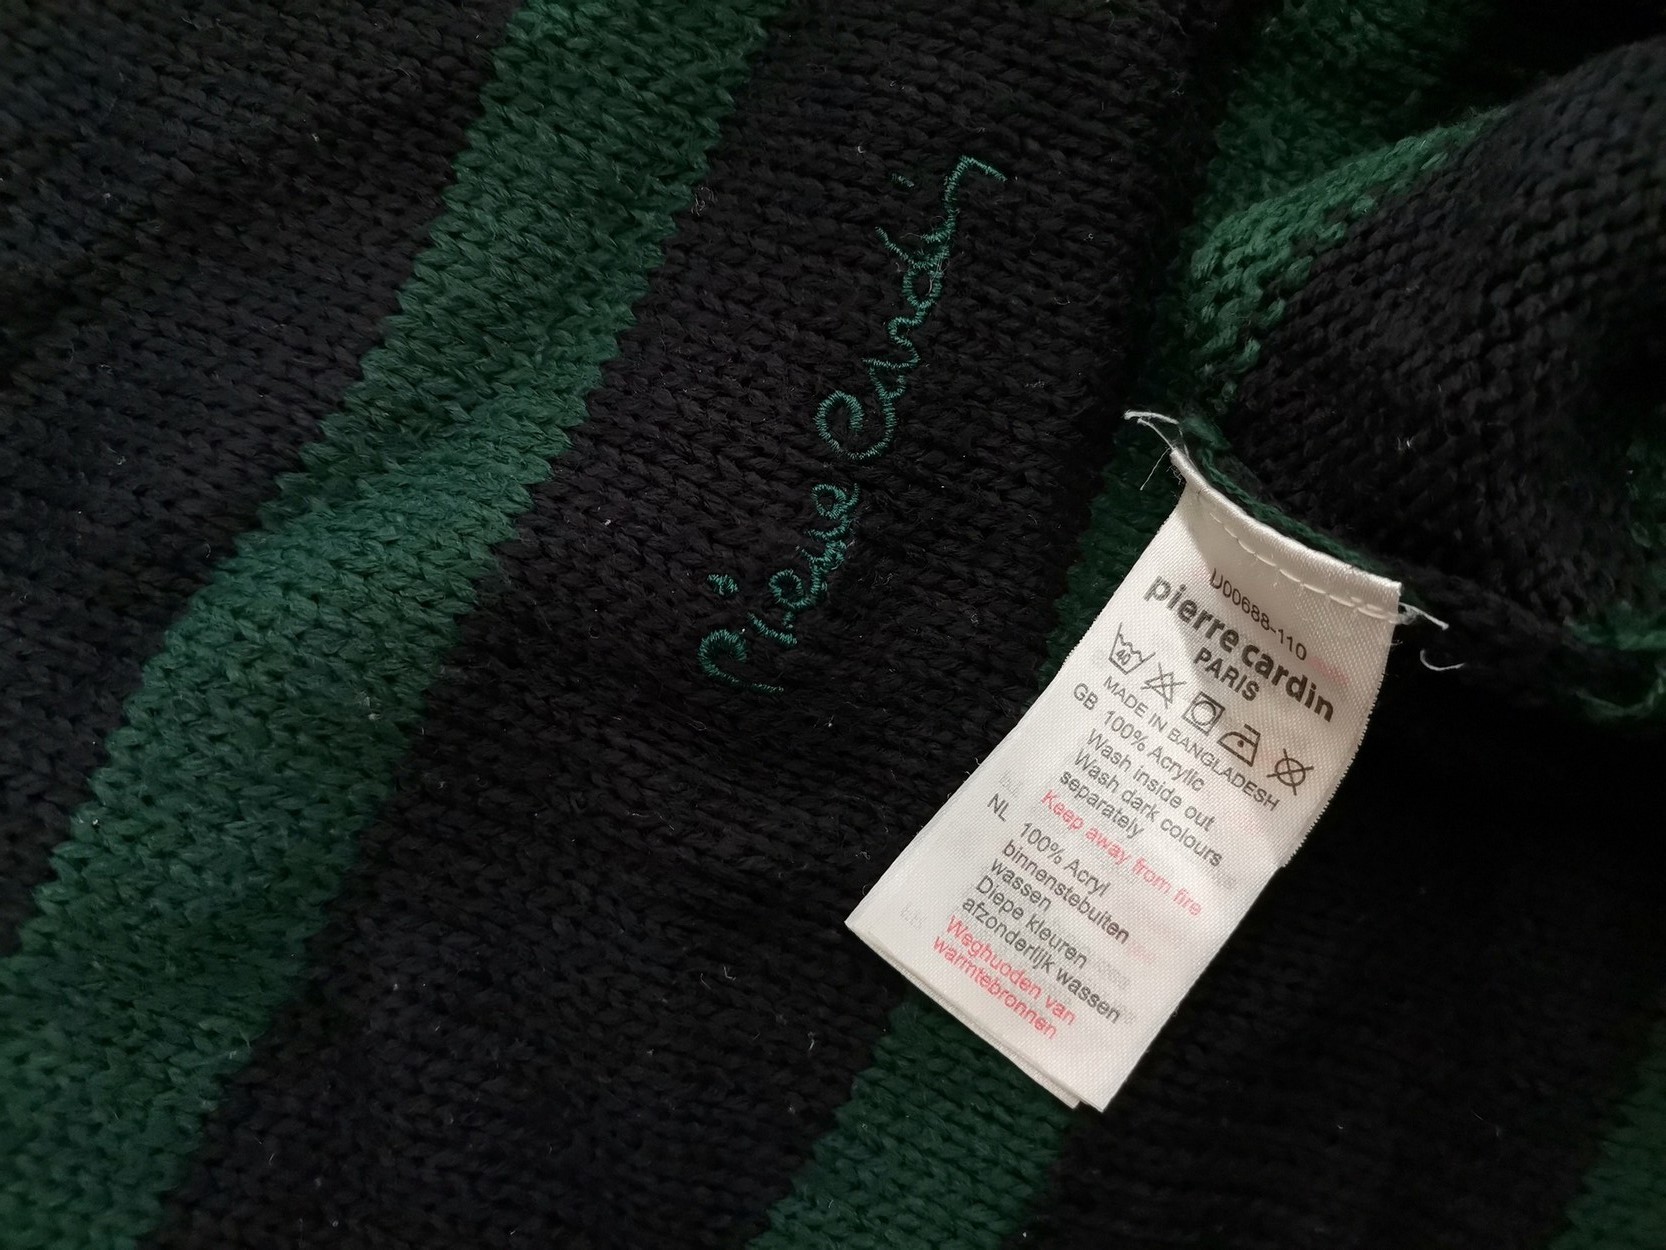 Pierre Cardin
D00688-110
pierre cardin
PARIS
40
MADE IN BANGLADESH
GB 100% Acrylic
Wash inside out
Wash dark colours
separately
Keep away from fire
NL 100% Acryl
binnenstebuiten
wassen
Diepe kleuren
afzonderlijk wassen
Weghuoden van
warmtebronnen